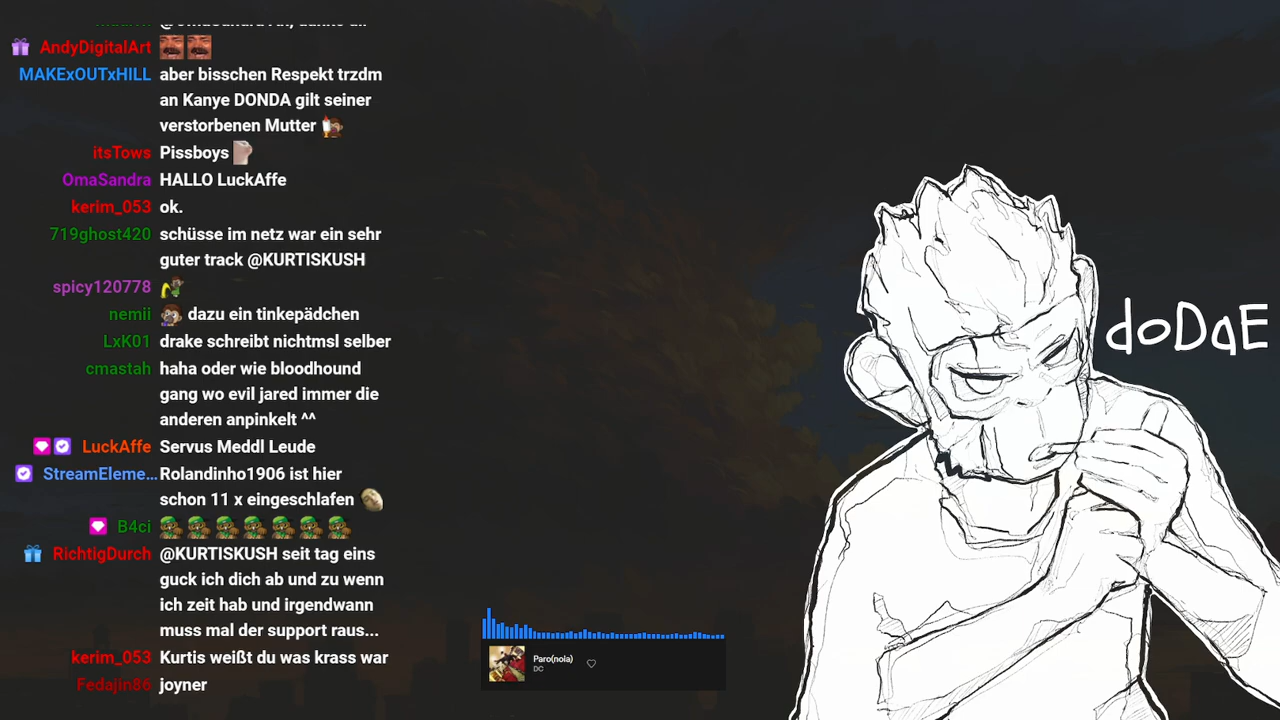 AndyDigitalArt
MAKExOUTxHILL aber bisschen Respekt trzdm
an Kanye DONDA gilt seiner
verstorbenen Mutter
itsTows Pissboys
OmaSandra HALLO LuckAffe
kerim_053 ok.
719ghost420 schüsse im netz war ein sehr
guter track @KURTISKUSH
spicy120778
nemii dazu ein tinkepädchen
LxK01 drake schreibt nichtmsl selber
cmastah haha oder wie bloodhound
gang wo evil jared immer die
anderen anpinkelt ^^
LuckAffe Servus Meddl Leude
StreamEleme... Rolandinho1906 ist hier
schon 11 x eingeschlafen
B4ci
RichtigDurch @KURTISKUSH seit tag eins
guck ich dich ab und zu wenn
ich zeit hab und irgendwann
muss mal der support raus...
kerim_053 Kurtis weißt du was krass war
Fedajin86 joyner
Paro(noia)
DC
doDaE